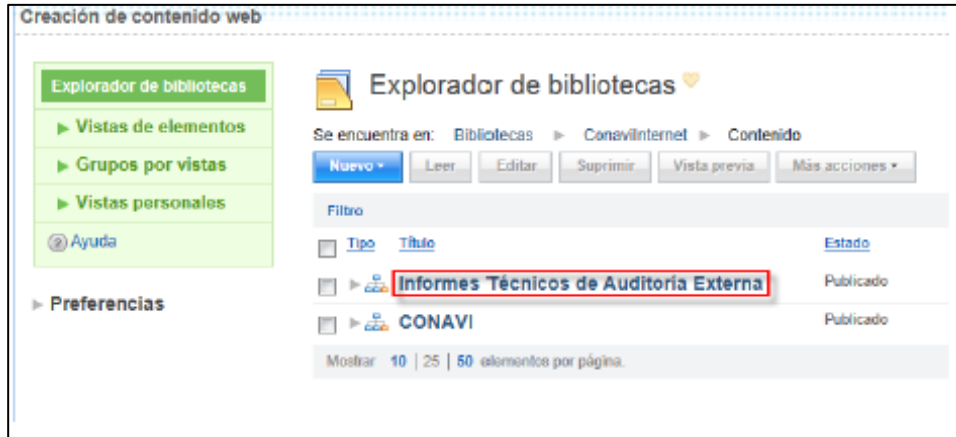 Creación de contenido web
Explorador de bibliotecas
Vistas de elementos
Grupos por vistas
Vistas personales
Ayuda
Preferencias
Explorador de bibliotecas
Se encuentra en: Bibliotecas ConaviInternet Contenido
Nuevo Leer Editar Suprimir Vista previa Más acciones
Filtro
Tipo Título Estado
Informes Técnicos de Auditoría Externa Publicado
CONAVI Publicado
Mostrar 10 | 25 | 50 elementos por página.